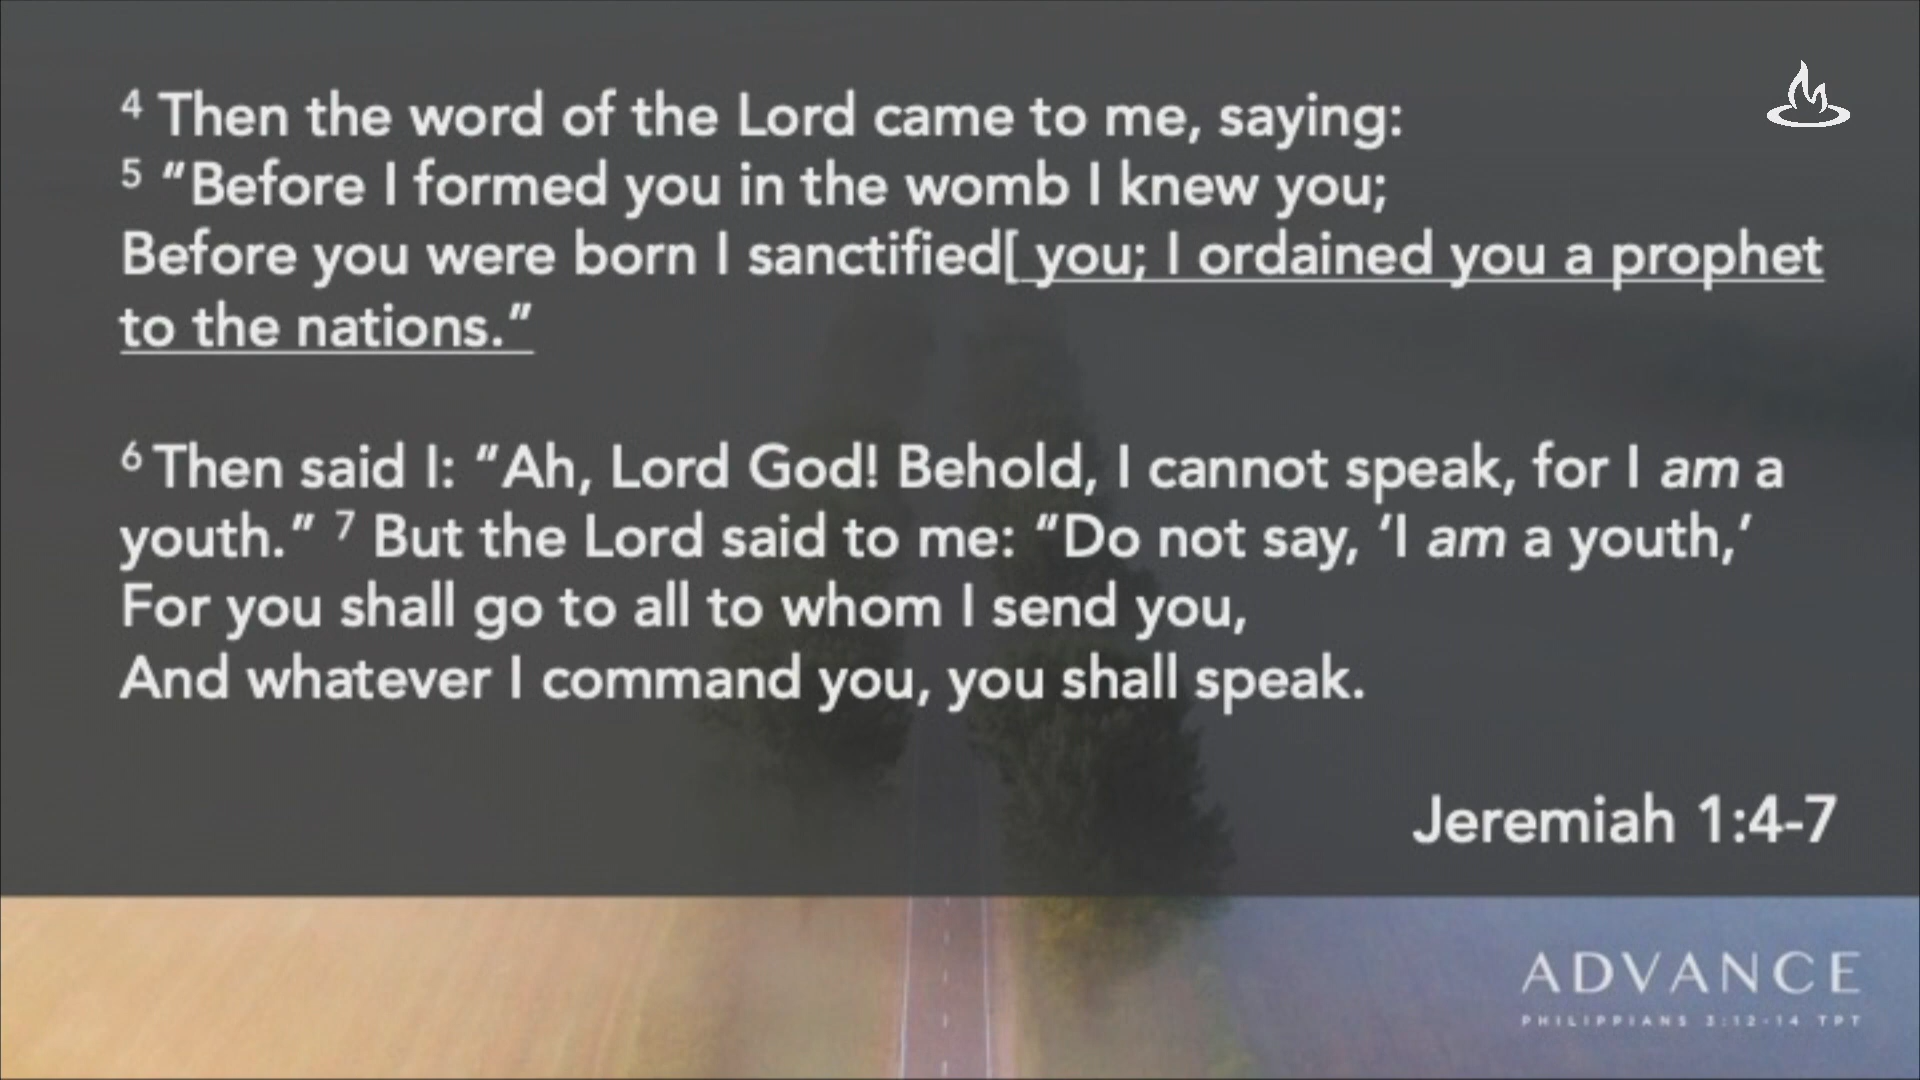 4 Then the word of the Lord came to me, saying:
5 “Before I formed you in the womb I knew you;
Before you were born I sanctified[ you; I ordained you a prophet
to the nations.”
6 Then said I: “Ah, Lord God! Behold, I cannot speak, for I am a
youth.” 7 But the Lord said to me: “Do not say, ‘I am a youth,’
For you shall go to all to whom I send you,
And whatever I command you, you shall speak.
Jeremiah 1:4-7
ADVANCE
PHILIPPIANS 3:12-14 TPT